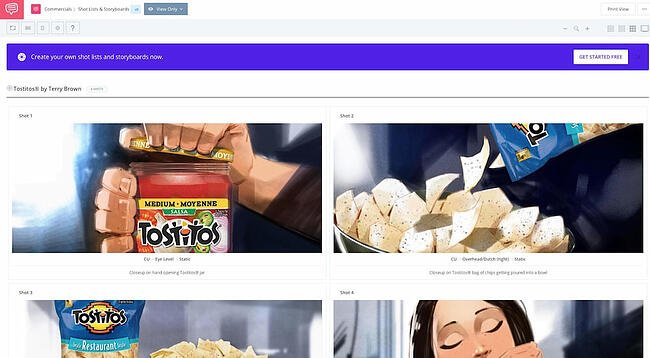 Commercials
Shot Lists & Storyboards
View Only
Print View
?
Create your own shot lists and storyboards now.
GET STARTED FREE
Tostitos® by Terry Brown
Shot 1
MEDIUM • MOYENNE
SALSA
TOSTITOS
CU Eye Level Static
Closeup on hand opening Tostitos® jar
Shot 2
CU Overhead/Dutch (right) Static
Closeup on Tostitos® bag of chips getting poured into a bowl
Shot 3
TOSTITOS
Restaurant
Shot 4